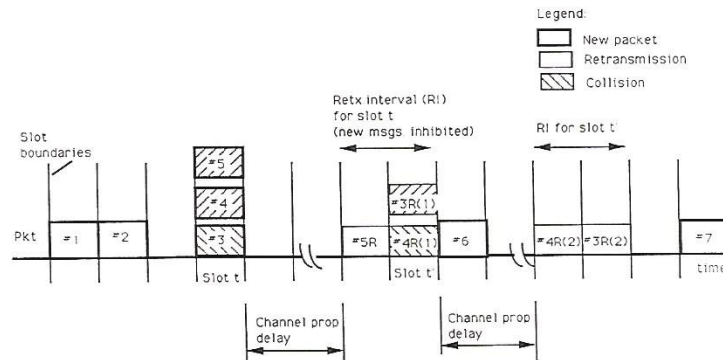 Legend:
New packet
Retransmission
Collision
Retx interval (RI)
for slot t
(new msgs. inhibited)
RI for slot t'
Slot
boundaries
#5
#4
#3R(1)
Pkt
#1
#2
#3
#5R
#4R(1)
#6
#4R(2)
#3R(2)
#7
Slot t
Slot t'
time
Channel prop
delay
Channel prop
delay